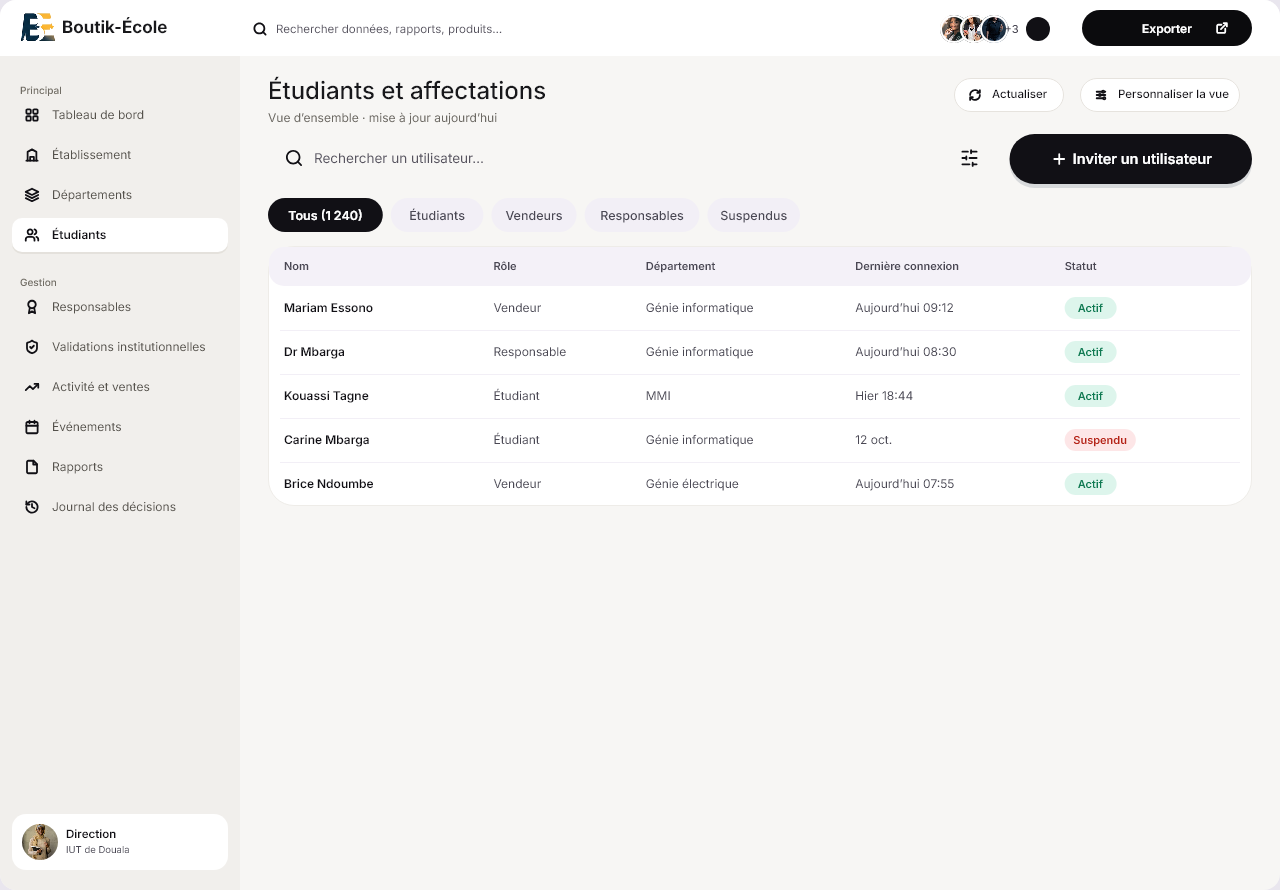 Boutik-École
Rechercher données, rapports, produits...
+3
Exporter
Principal
Tableau de bord
Établissement
Départements
Étudiants
Gestion
Responsables
Validations institutionnelles
Activité et ventes
Événements
Rapports
Journal des décisions
Direction
IUT de Douala
Étudiants et affectations
Vue d’ensemble · mise à jour aujourd’hui
Actualiser
Personnaliser la vue
Rechercher un utilisateur...
Inviter un utilisateur
Tous (1 240) Étudiants Vendeurs Responsables Suspendus
Nom Rôle Département Dernière connexion Statut
Mariam Essono Vendeur Génie informatique Aujourd’hui 09:12 Actif
Dr Mbarga Responsable Génie informatique Aujourd’hui 08:30 Actif
Kouassi Tagne Étudiant MMI Hier 18:44 Actif
Carine Mbarga Étudiant Génie informatique 12 oct. Suspendu
Brice Ndoumbe Vendeur Génie électrique Aujourd’hui 07:55 Actif